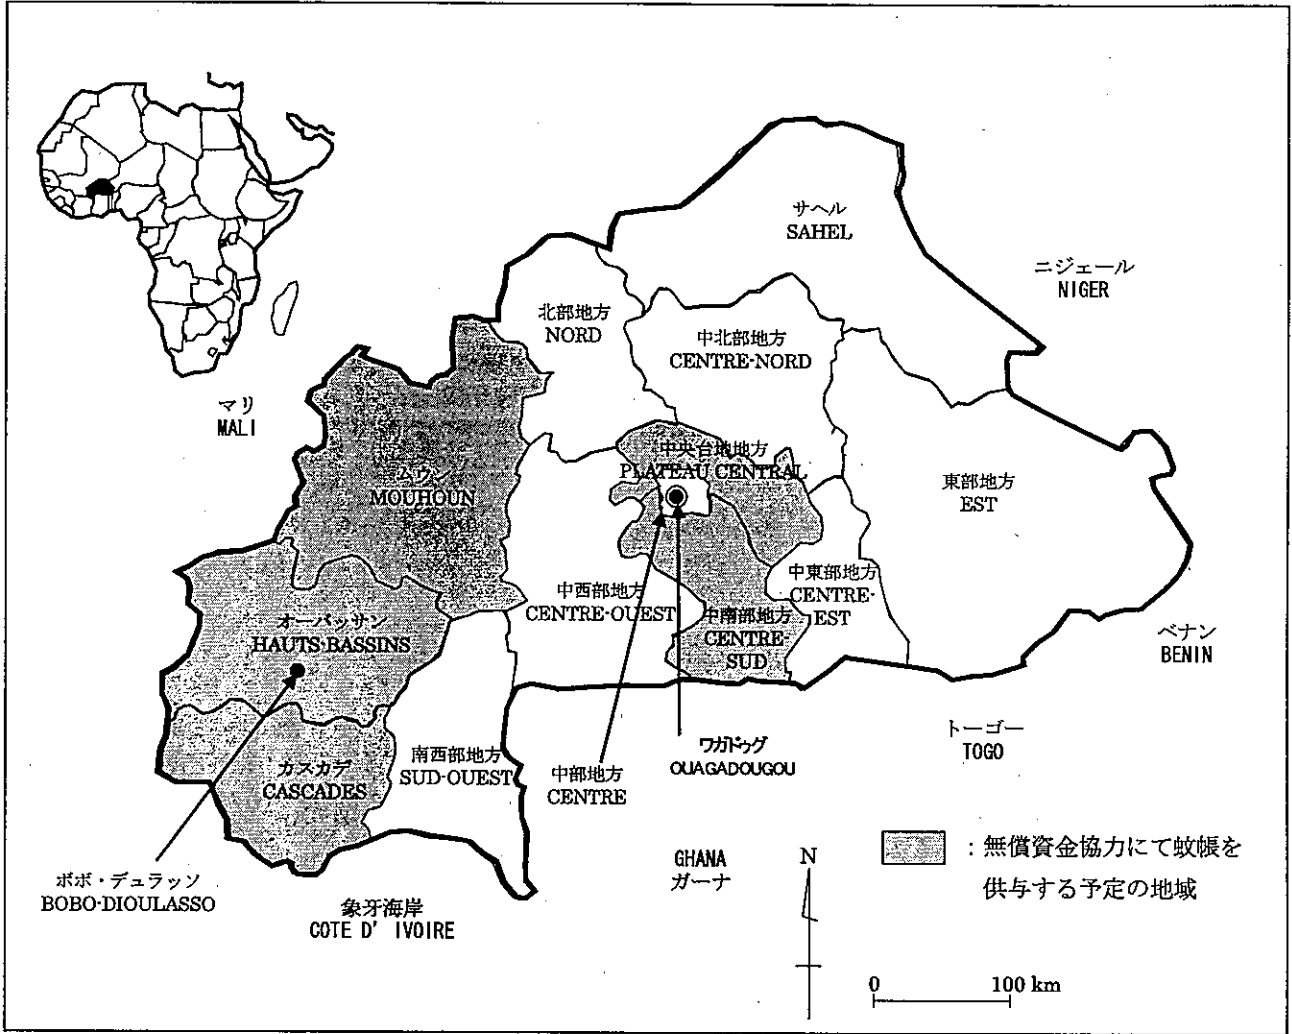 サヘル
SAHEL
ニジェール
NIGER
北部地方
NORD
中北部地方
CENTRE-NORD
マリ
MALI
中央台地地方
PLATEAU CENTRAL
ムウン
MOUHOUN
東部地方
EST
中西部地方
CENTRE-OUEST
中東部地方
CENTRE-
EST
オーバッサン
HAUTS-BASSINS
中南部地方
CENTRE
SUD
ベナン
BENIN
カスカデ
CASCADES
南西部地方
SUD-OUEST
中部地方
CENTRE
ワガドゥグ
OUAGADOUGOU
トーゴー
TOGO
ボボ・デュラッソ
BOBO-DIOULASSO
象牙海岸
COTE D' IVOIRE
GHANA
ガーナ
N
：無償資金協力にて蚊帳を
供与する予定の地域
0 100 km